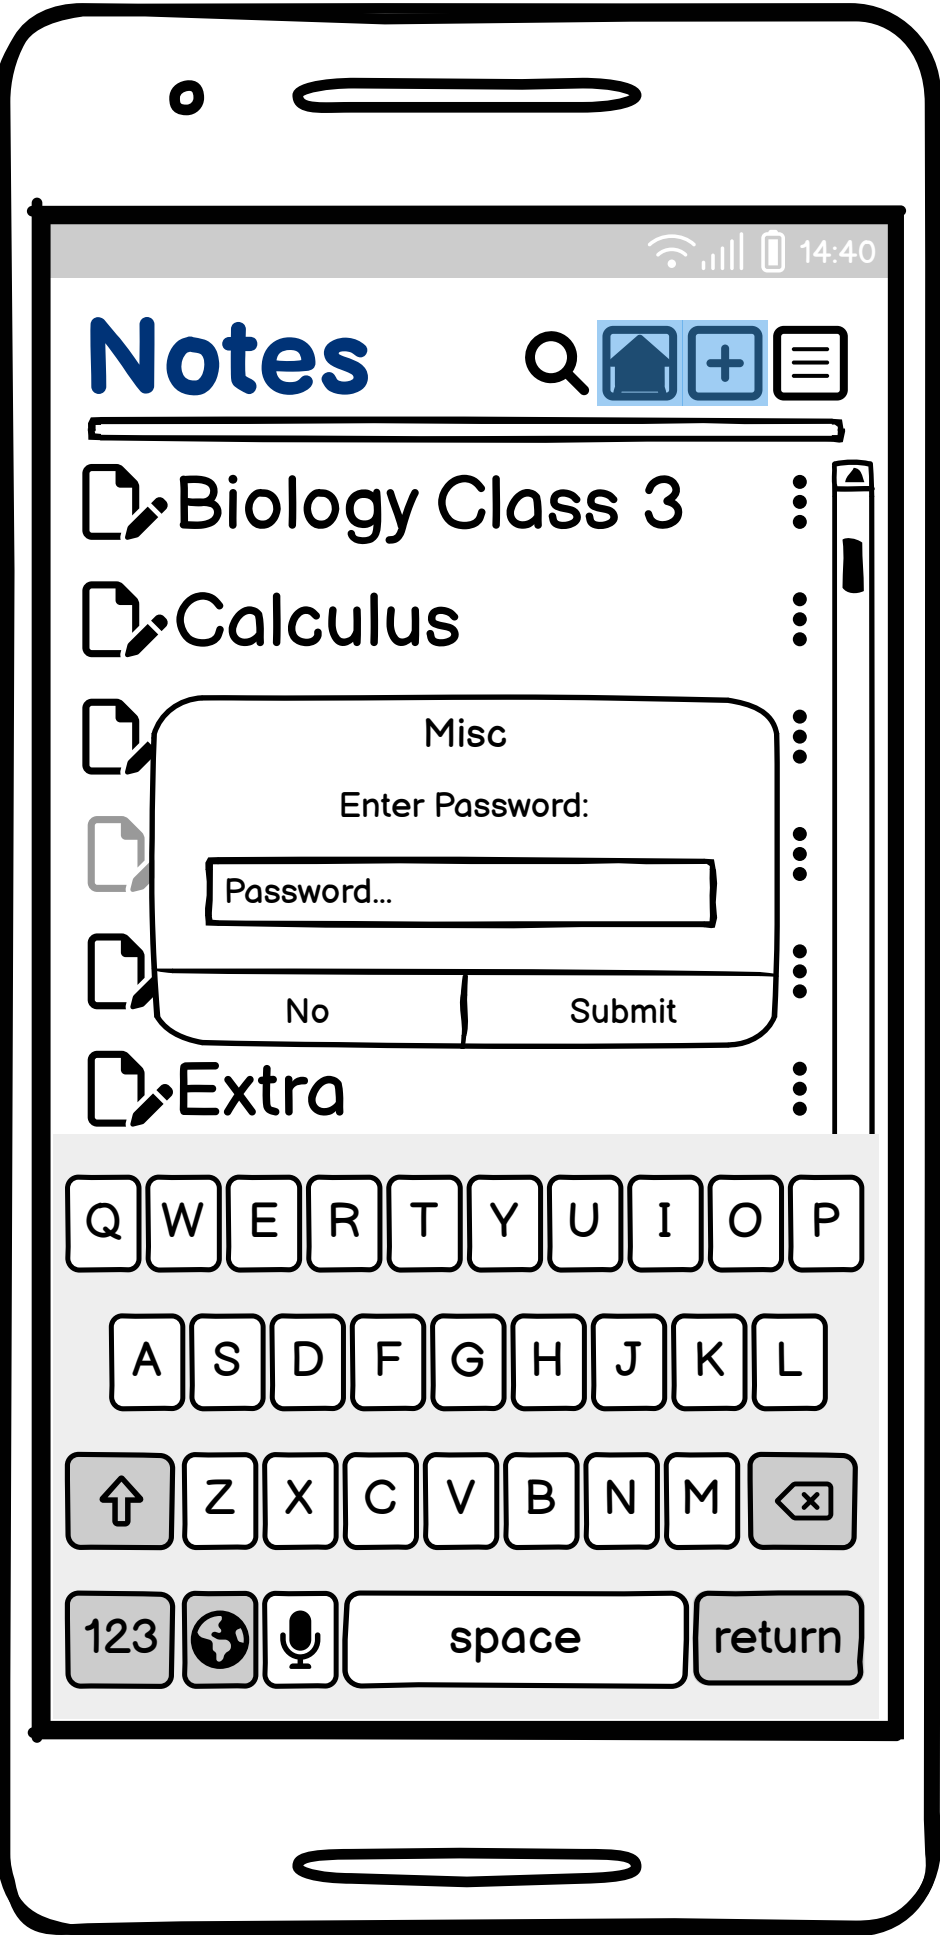 14:40
Notes
Biology Class 3
Calculus
Misc
Enter Password:
Password...
No Submit
Extra
Q W E R T Y U I O P
A S D F G H J K L
Z X C V B N M
123 space return